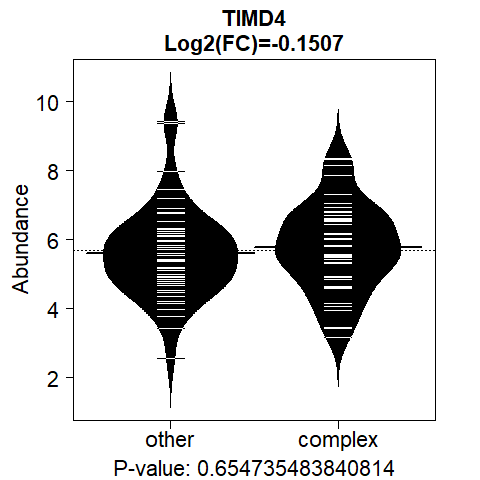 TIMD4
Log2(FC)=-0.1507
Abundance
10
8
6
4
2
other complex
P-value: 0.654735483840814